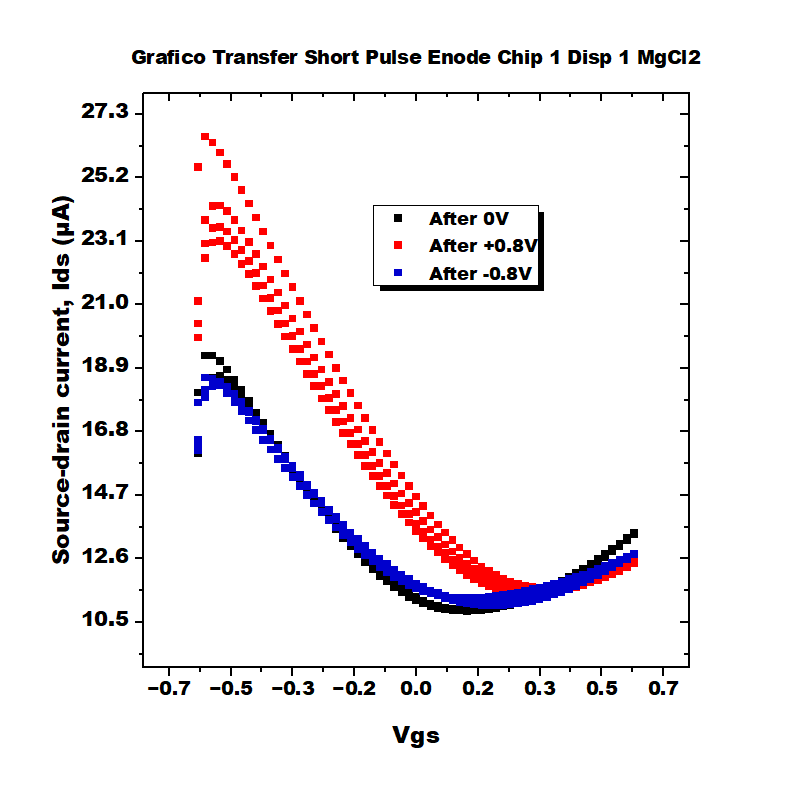 Grafico Transfer Short Pulse Enode Chip 1 Disp 1 MgCl2
27.3
25.2
23.1
21.0
18.9
16.8
14.7
12.6
10.5
Source-drain current, Ids (µA)
After 0V
After +0.8V
After -0.8V
−0.7 −0.5 −0.3 −0.2 0.0 0.2 0.3 0.5 0.7
Vgs